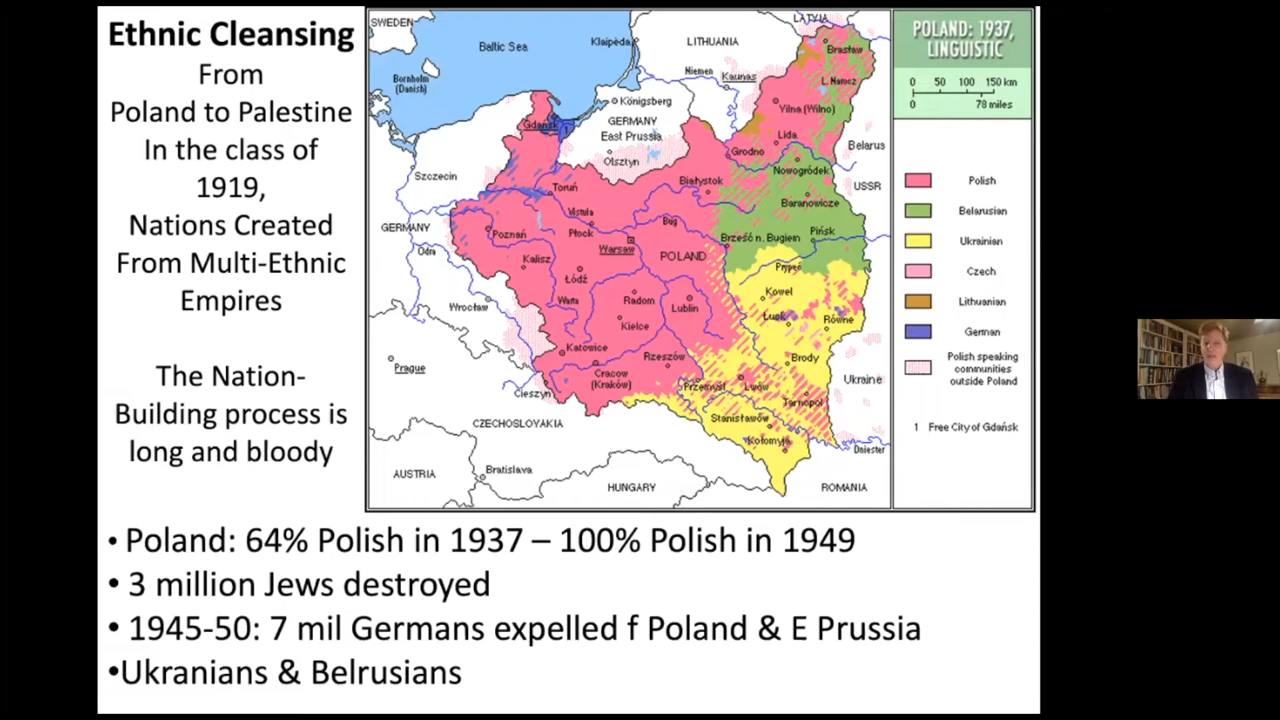 Ethnic Cleansing
From
Poland to Palestine
In the class of
1919,
Nations Created
From Multi-Ethnic
Empires
The Nation-
Building process is
long and bloody
SWEDEN
LATVIA
Baltic Sea
Klaipėda
LITHUANIA
Brasław
Bornholm
(Danish)
Niemen
Kaunas
L. Narocz
Königsberg
Vilna (Wilno)
Gdańsk
1
GERMANY
East Prussia
Lida
Olsztyn
Grodno
Belarus
Szczecin
Nowogródek
Białystok
USSR
Toruń
Baranowicze
Vistula
Bug
GERMANY
Poznań
Płock
Brześć n. Bugiem
Pińsk
Odra
Warsaw
POLAND
Kalisz
Prypeć
Łódź
Kowel
Wrocław
Warta
Radom
Lublin
Łuck
Równe
Kielce
Katowice
Rzeszów
Brody
Prague
Cracow
(Kraków)
Przemyśl
Lwów
Ukraine
Cieszyn
Tarnopol
CZECHOSLOVAKIA
Stanisławów
Kołomyja
Dniester
AUSTRIA
Bratislava
HUNGARY
ROMANIA
POLAND: 1937,
LINGUISTIC
0 50 100 150 km
0 78 miles
Polish
Belarusian
Ukrainian
Czech
Lithuanian
German
Polish speaking
communities
outside Poland
1 Free City of Gdańsk
• Poland: 64% Polish in 1937 – 100% Polish in 1949
• 3 million Jews destroyed
• 1945-50: 7 mil Germans expelled f Poland & E Prussia
•Ukranians & Belrusians